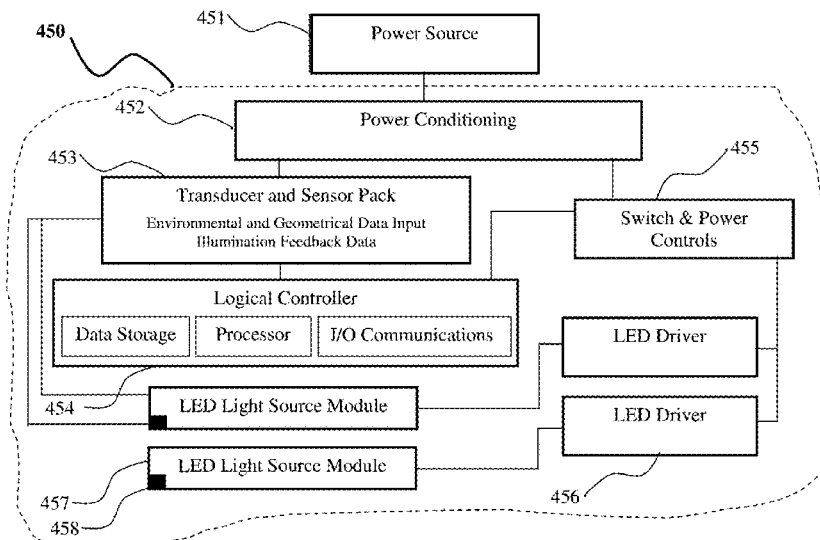 450
451
Power Source
452
Power Conditioning
453
Transducer and Sensor Pack
Environmental and Geometrical Data Input
Illumination Feedback Data
455
Switch & Power
Controls
Logical Controller
Data Storage
Processor
I/O Communications
454
LED Driver
LED Light Source Module
LED Driver
LED Light Source Module
457
458
456